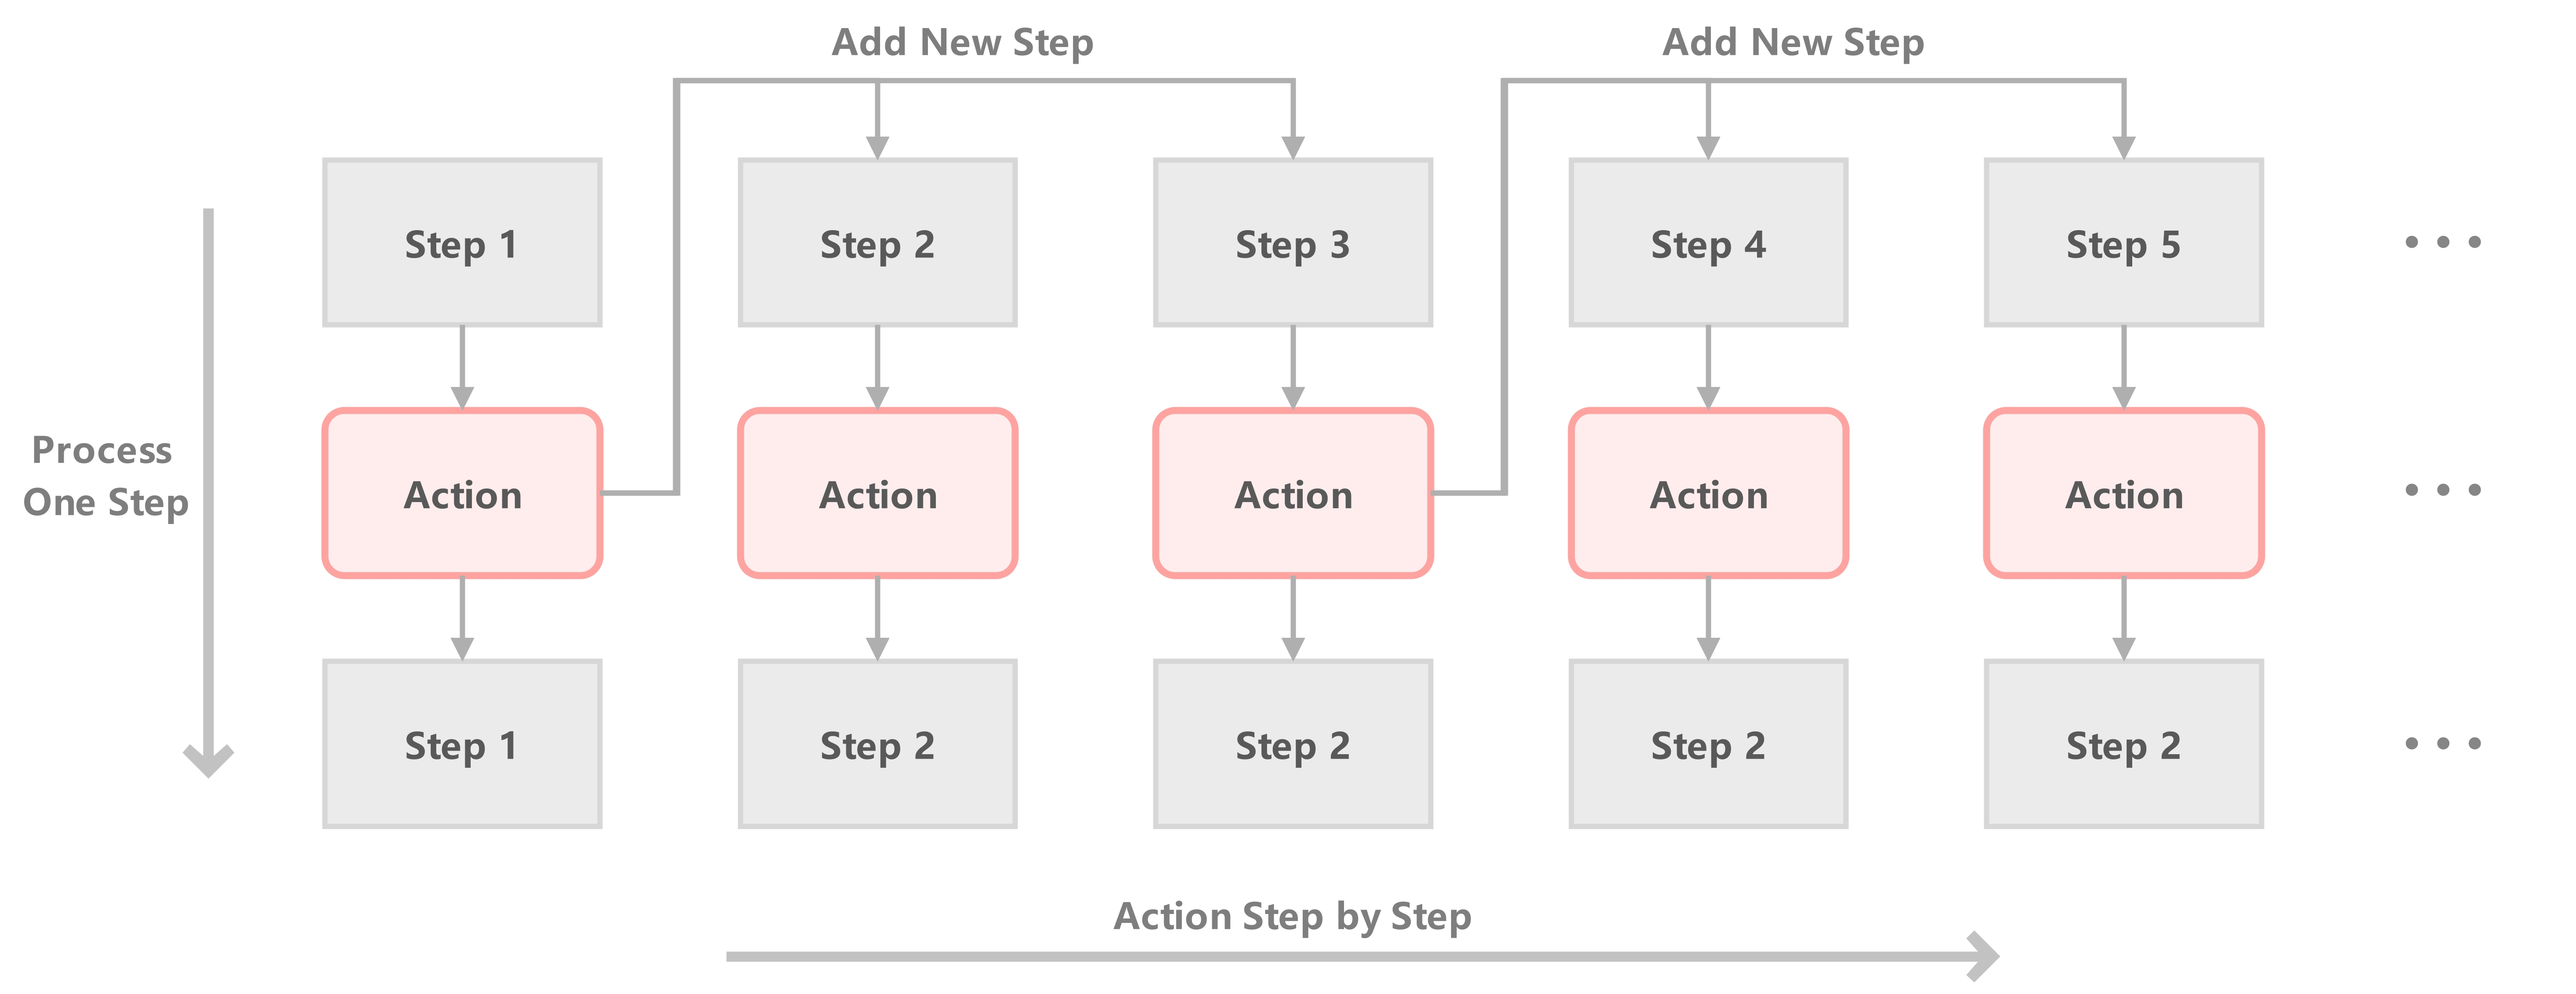 Add New Step
Add New Step
Step 1
Step 2
Step 3
Step 4
Step 5
Process
One Step
Action
Action
Action
Action
Action
Step 1
Step 2
Step 2
Step 2
Step 2
Action Step by Step